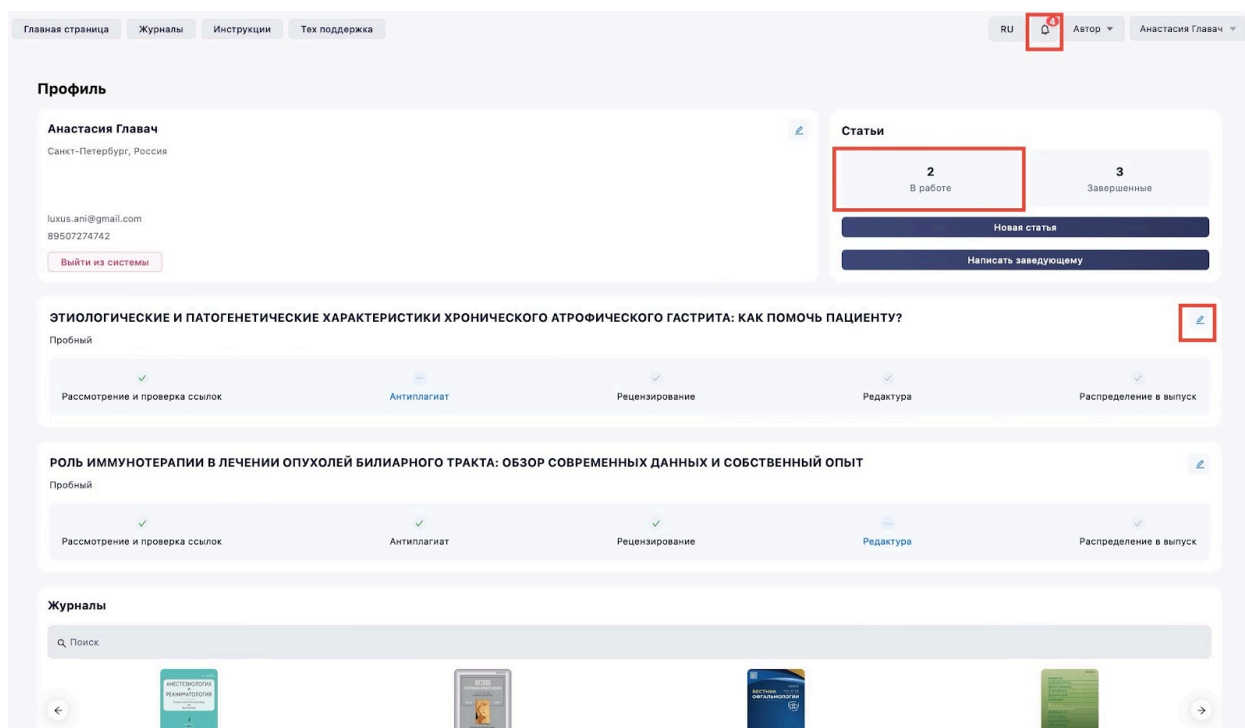 Главная страница
Журналы
Инструкции
Тех поддержка
RU
4
Автор
Анастасия Главач
Профиль
Анастасия Главач
Санкт-Петербург, Россия
luxus.ani@gmail.com
89507274742
Выйти из системы
Статьи
2
В работе
3
Завершенные
Новая статья
Написать заведующему
ЭТИОЛОГИЧЕСКИЕ И ПАТОГЕНЕТИЧЕСКИЕ ХАРАКТЕРИСТИКИ ХРОНИЧЕСКОГО АТРОФИЧЕСКОГО ГАСТРИТА: КАК ПОМОЧЬ ПАЦИЕНТУ?
Пробный
Рассмотрение и проверка ссылок
Антиплагиат
Рецензирование
Редактура
Распределение в выпуск
РОЛЬ ИММУНОТЕРАПИИ В ЛЕЧЕНИИ ОПУХОЛЕЙ БИЛИАРНОГО ТРАКТА: ОБЗОР СОВРЕМЕННЫХ ДАННЫХ И СОБСТВЕННЫЙ ОПЫТ
Пробный
Рассмотрение и проверка ссылок
Антиплагиат
Рецензирование
Редактура
Распределение в выпуск
Журналы
Поиск
АНЕСТЕЗИОЛОГИЯ
И
РЕАНИМАТОЛОГИЯ
ВЕСТНИК
ВЕСТНИК
ОФТАЛЬМОЛОГИИ